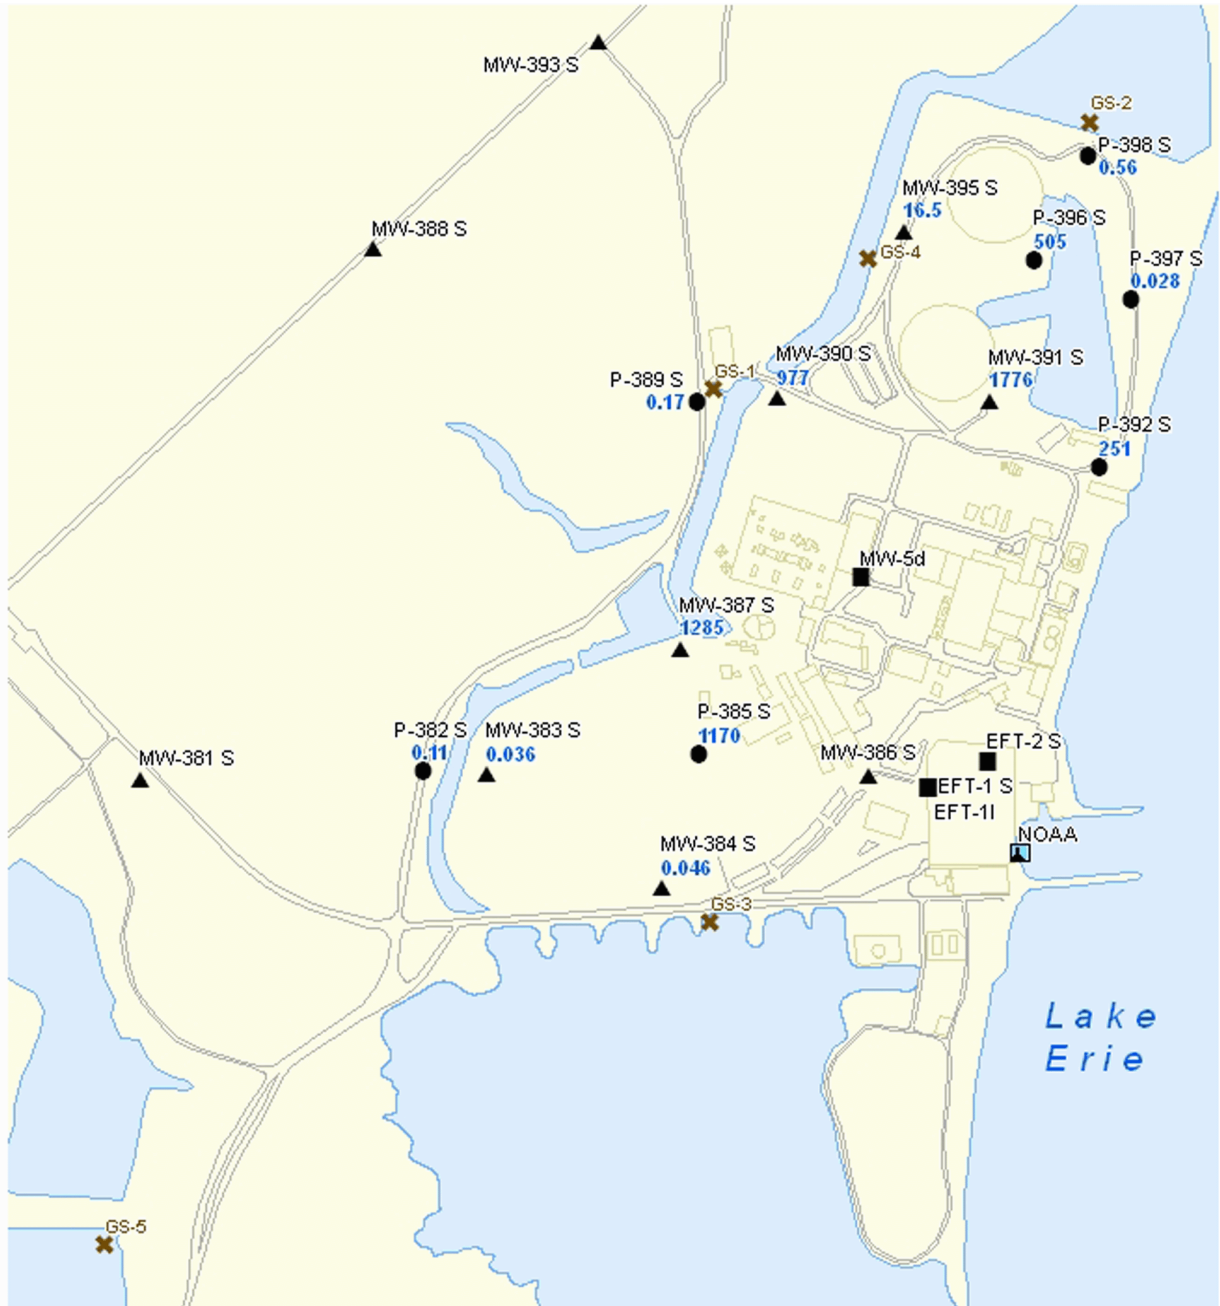 MW-393 S
GS-2
P-398 S
0.56
MW-395 S
16.5
P-396 S
505
MW-388 S
GS-4
P-397 S
0.028
MW-390 S
977
MW-391 S
1776
GS-1
P-389 S
0.17
P-392 S
251
MW-5d
MW-387 S
1285
P-385 S
1170
P-382 S
0.11
MW-383 S
0.036
MW-381 S
MW-386 S
EFT-2 S
EFT-1 S
EFT-1I
NOAA
MW-384 S
0.046
GS-3
Lake
Erie
GS-5